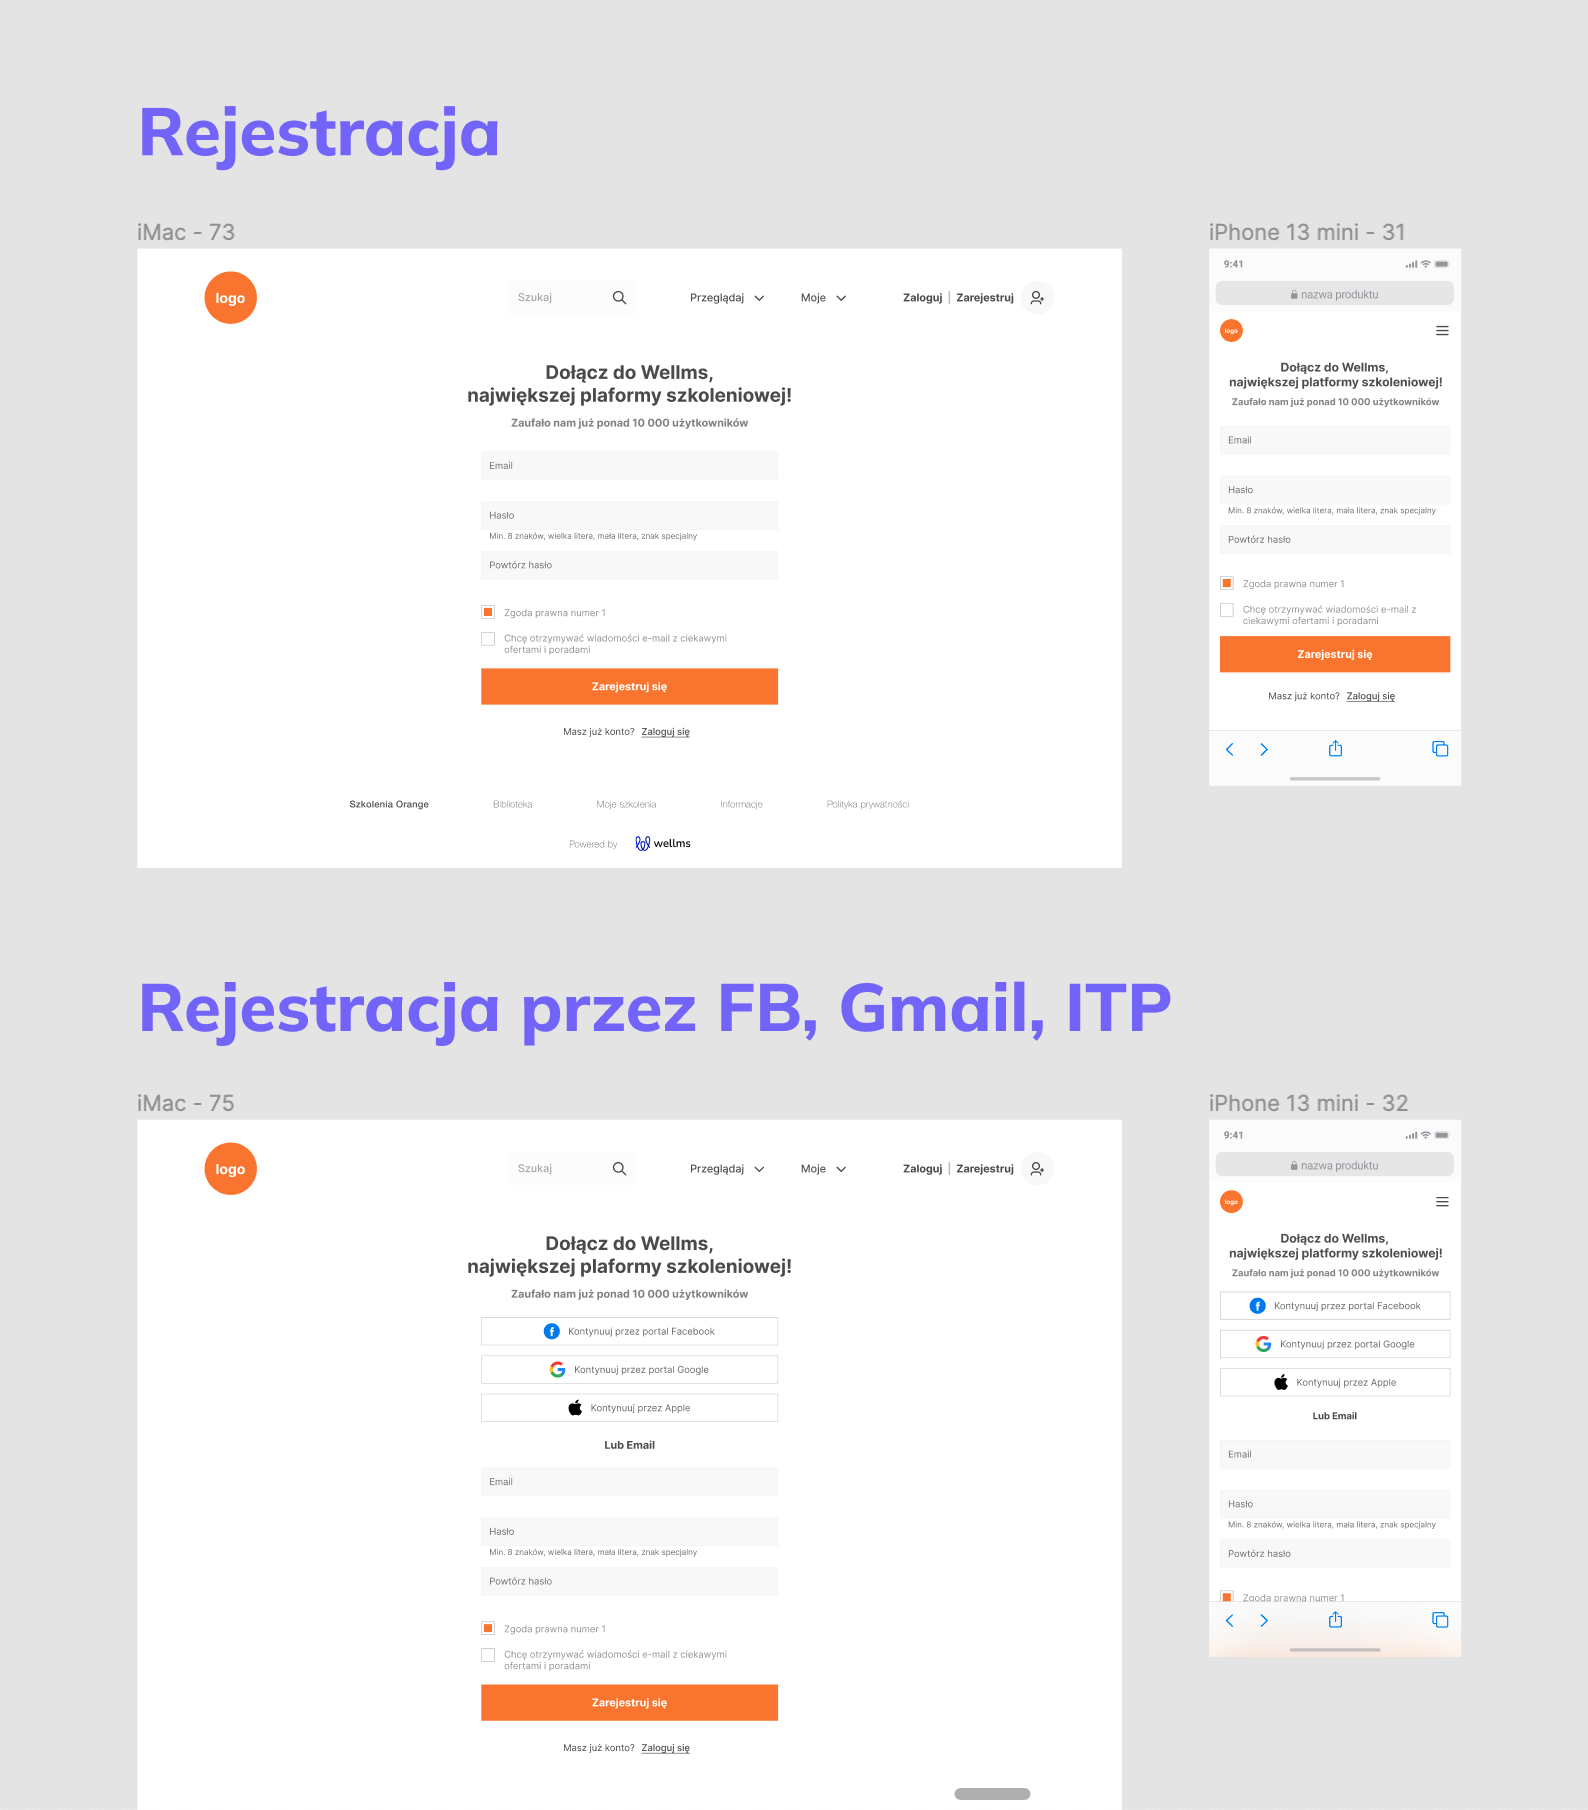 Rejestracja
iMac - 73
logo
Szukaj
Przeglądaj
Moje
Zaloguj | Zarejestruj
Dołącz do Wellms,
największej plaformy szkoleniowej!
Zaufało nam już ponad 10 000 użytkowników
Email
Hasło
Min. 8 znaków, wielka litera, mała litera, znak specjalny
Powtórz hasło
Zgoda prawna numer 1
Chcę otrzymywać wiadomości e-mail z ciekawymi
ofertami i poradami
Zarejestruj się
Masz już konto? Zaloguj się
Szkolenia Orange
Biblioteka
Moje szkolenia
Informacje
Polityka prywatności
Powered by
wellms
iPhone 13 mini - 31
9:41
nazwa produktu
logo
Dołącz do Wellms,
największej platformy szkoleniowej!
Zaufało nam już ponad 10 000 użytkowników
Email
Hasło
Min. 8 znaków, wielka litera, mała litera, znak specjalny
Powtórz hasło
Zgoda prawna numer 1
Chcę otrzymywać wiadomości e-mail z
ciekawymi ofertami i poradami
Zarejestruj się
Masz już konto? Zaloguj się
Rejestracja przez FB, Gmail, ITP
iMac - 75
logo
Szukaj
Przeglądaj
Moje
Zaloguj | Zarejestruj
Dołącz do Wellms,
największej plaformy szkoleniowej!
Zaufało nam już ponad 10 000 użytkowników
Kontynuuj przez portal Facebook
Kontynuuj przez portal Google
Kontynuuj przez Apple
Lub Email
Email
Hasło
Min. 8 znaków, wielka litera, mała litera, znak specjalny
Powtórz hasło
Zgoda prawna numer 1
Chcę otrzymywać wiadomości e-mail z ciekawymi
ofertami i poradami
Zarejestruj się
Masz już konto? Zaloguj się
iPhone 13 mini - 32
9:41
nazwa produktu
logo
Dołącz do Wellms,
największej platformy szkoleniowej!
Zaufało nam już ponad 10 000 użytkowników
Kontynuuj przez portal Facebook
Kontynuuj przez portal Google
Kontynuuj przez Apple
Lub Email
Email
Hasło
Min. 8 znaków, wielka litera, mała litera, znak specjalny
Powtórz hasło
Zgoda prawna numer 1